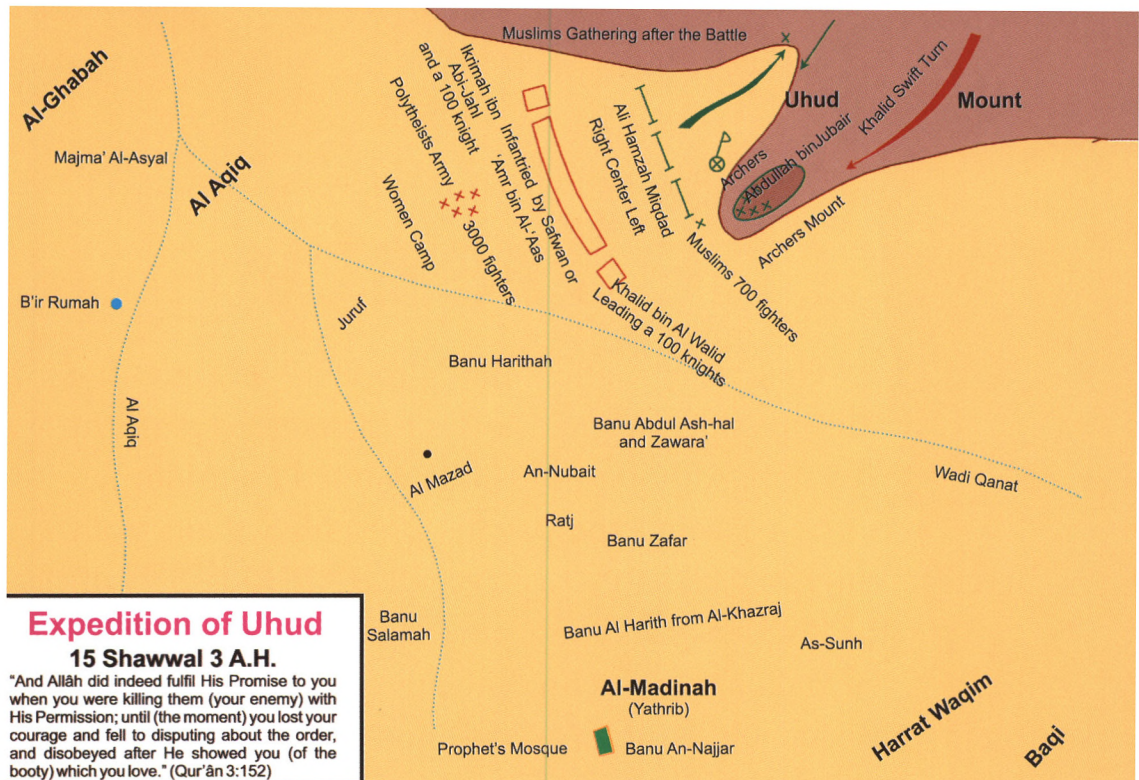 Muslims Gathering after the Battle
Al-Ghabah
Majma' Al-Asyal
Al Aqiq
B'ir Rumah
Al Aqiq
Juruf
Ikrimah ibn
Abi-Jahl
and a 100 knight
Polytheists Army
3000 fighters
Women Camp
Infantried by Safwan or
'Amr bin Al-'Aas
Ali Hamzah Miqdad
Right Center Left
Muslims 700 fighters
Khalid bin Al Walid
Leading a 100 knights
Uhud
Mount
Khalid Swift Turn
Archers
Abdullah binJubair
Archers Mount
Banu Harithah
Banu Abdul Ash-hal
and Zawara'
An-Nubait
Al Mazad
Ratj
Banu Zafar
Wadi Qanat
Banu
Salamah
Banu Al Harith from Al-Khazraj
As-Sunh
Al-Madinah
(Yathrib)
Prophet's Mosque
Banu An-Najjar
Harrat Waqim
Baqi
Expedition of Uhud
15 Shawwal 3 A.H.
"And Allâh did indeed fulfil His Promise to you
when you were killing them (your enemy) with
His Permission; until (the moment) you lost your
courage and fell to disputing about the order,
and disobeyed after He showed you (of the
booty) which you love." (Qur'ân 3:152)